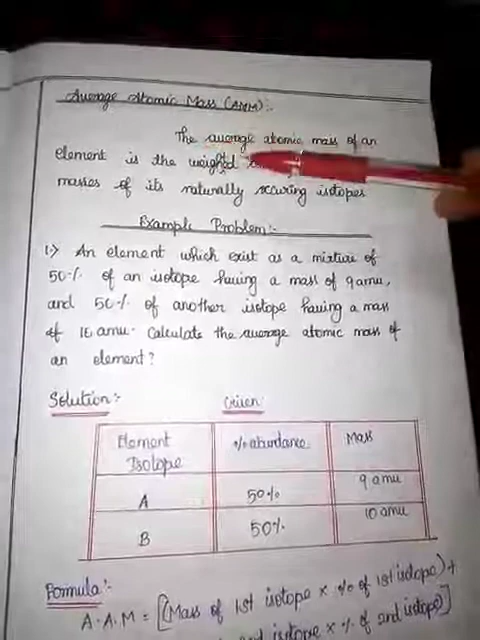 Average Atomic Mass (AMM):-
The average atomic mass of an
element is the weighted
masses of its naturally occuring isotopes
Example Problem:-
1.) An element which exist as a mixture of
50% of an isotope having a mass of 9 amu,
and 50% of another isotope having a mass
of 10 amu. Calculate the average atomic mass of
an element?
Solution:- Given
Element Isotope %abundance Mass
A 50% 9 amu
B 50% 10 amu
Formula:-
A.A.M = [(Mass of 1st isotope x % of 1st isotope) +
isotope x % of 2nd isotope)]